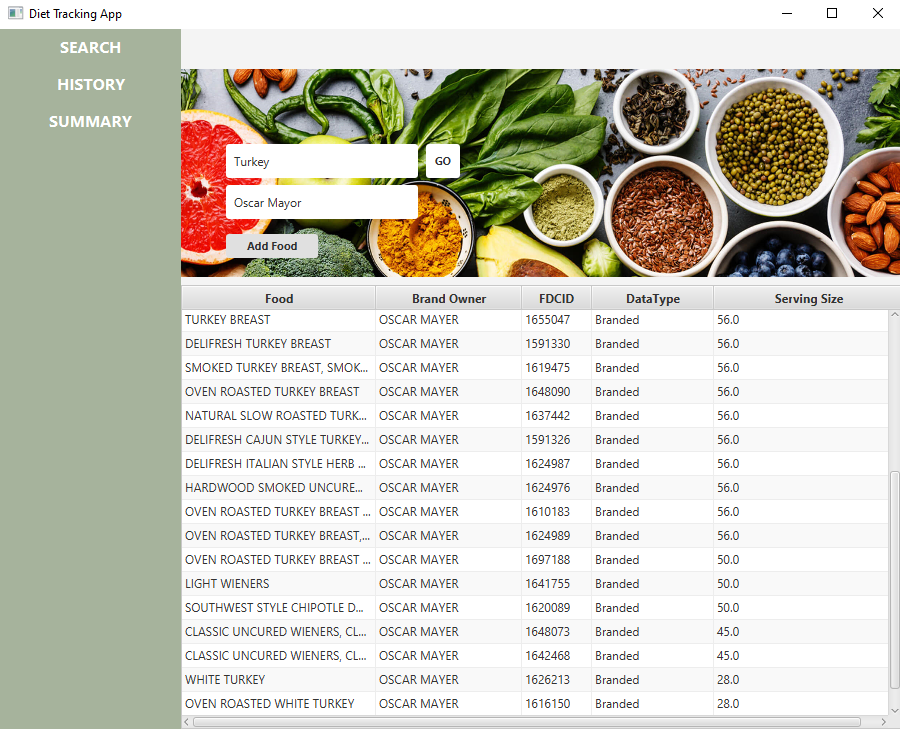 Diet Tracking App
SEARCH
HISTORY
SUMMARY
Turkey
GO
Oscar Mayor
Add Food
Food Brand Owner FDCID DataType Serving Size
TURKEY BREAST OSCAR MAYER 1655047 Branded 56.0
DELIFRESH TURKEY BREAST OSCAR MAYER 1591330 Branded 56.0
SMOKED TURKEY BREAST, SMOK... OSCAR MAYER 1619475 Branded 56.0
OVEN ROASTED TURKEY BREAST OSCAR MAYER 1648090 Branded 56.0
NATURAL SLOW ROASTED TURK... OSCAR MAYER 1637442 Branded 56.0
DELIFRESH CAJUN STYLE TURKEY... OSCAR MAYER 1591326 Branded 56.0
DELIFRESH ITALIAN STYLE HERB ... OSCAR MAYER 1624987 Branded 56.0
HARDWOOD SMOKED UNCURE... OSCAR MAYER 1624976 Branded 56.0
OVEN ROASTED TURKEY BREAST ... OSCAR MAYER 1610183 Branded 56.0
OVEN ROASTED TURKEY BREAST,... OSCAR MAYER 1624989 Branded 56.0
OVEN ROASTED TURKEY BREAST ... OSCAR MAYER 1697188 Branded 50.0
LIGHT WIENERS OSCAR MAYER 1641755 Branded 50.0
SOUTHWEST STYLE CHIPOTLE D... OSCAR MAYER 1620089 Branded 50.0
CLASSIC UNCURED WIENERS, CL... OSCAR MAYER 1648073 Branded 45.0
CLASSIC UNCURED WIENERS, CL... OSCAR MAYER 1642468 Branded 45.0
WHITE TURKEY OSCAR MAYER 1626213 Branded 28.0
OVEN ROASTED WHITE TURKEY OSCAR MAYER 1616150 Branded 28.0